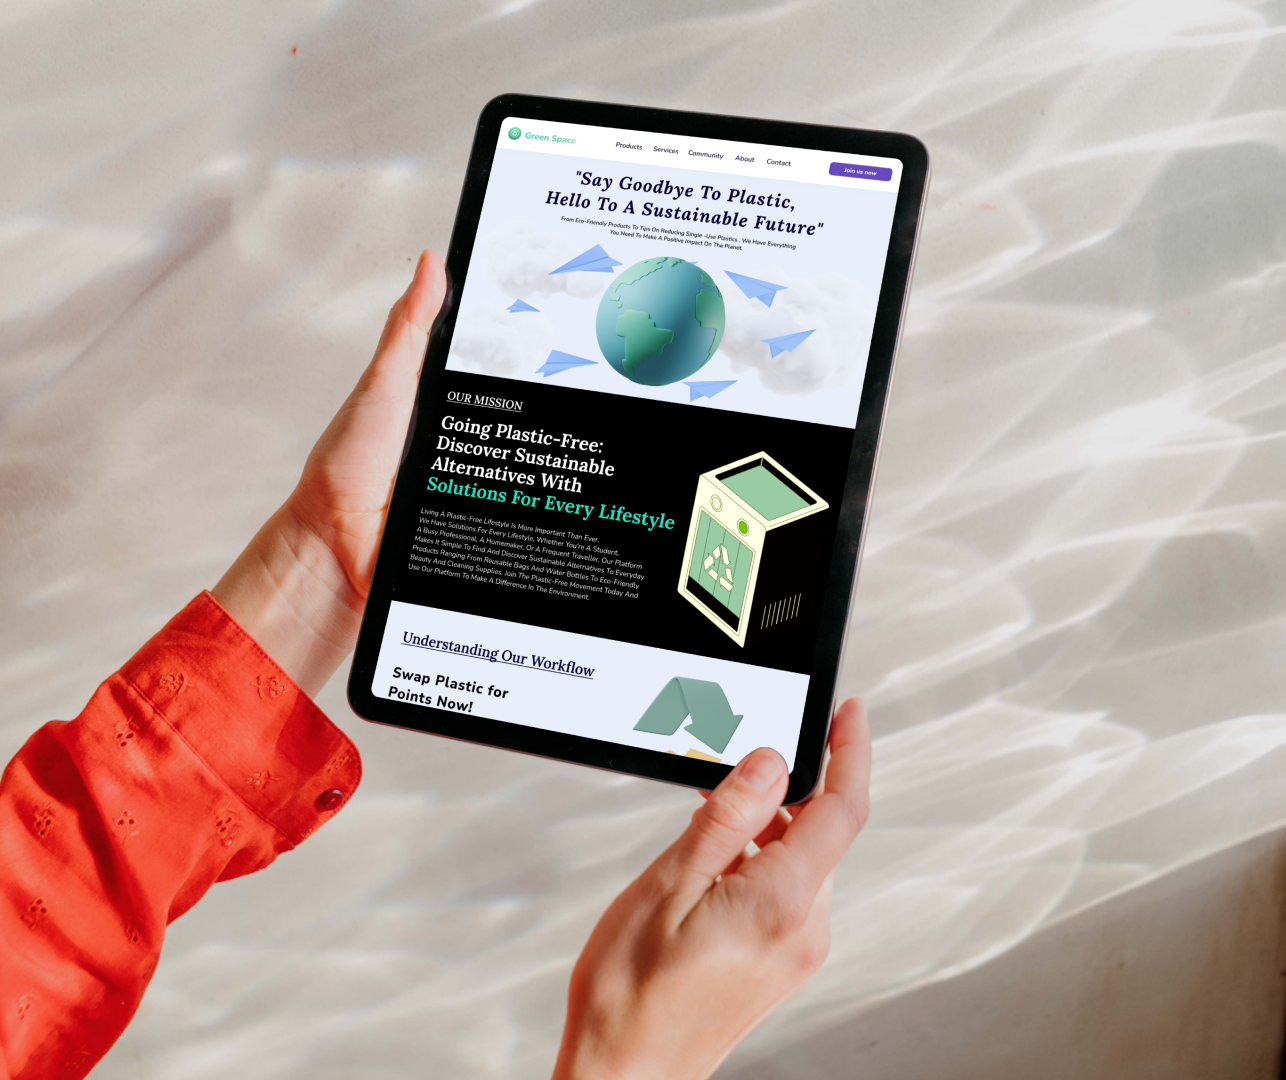 Green Space
Products Services Community About Contact
Join us now
"Say Goodbye To Plastic,
Hello To A Sustainable Future"
From Eco-Friendly Products To Tips On Reducing Single -Use Plastics , We Have Everything
You Need To Make A Positive Impact On The Planet.
OUR MISSION
Going Plastic-Free:
Discover Sustainable
Alternatives With
Solutions For Every Lifestyle
Living A Plastic-Free Lifestyle Is More Important Than Ever.
We Have Solutions For Every Lifestyle, Whether You're A Student,
A Busy Professional, A Homemaker, Or A Frequent Traveller. Our Platform
Makes It Simple To Find And Discover Sustainable Alternatives To Everyday
Products Ranging From Reusable Bags And Water Bottles To Eco-Friendly
Beauty And Cleaning Supplies. Join The Plastic-Free Movement Today And
Use Our Platform To Make A Difference In The Environment.
Understanding Our Workflow
Swap Plastic for
Points Now!